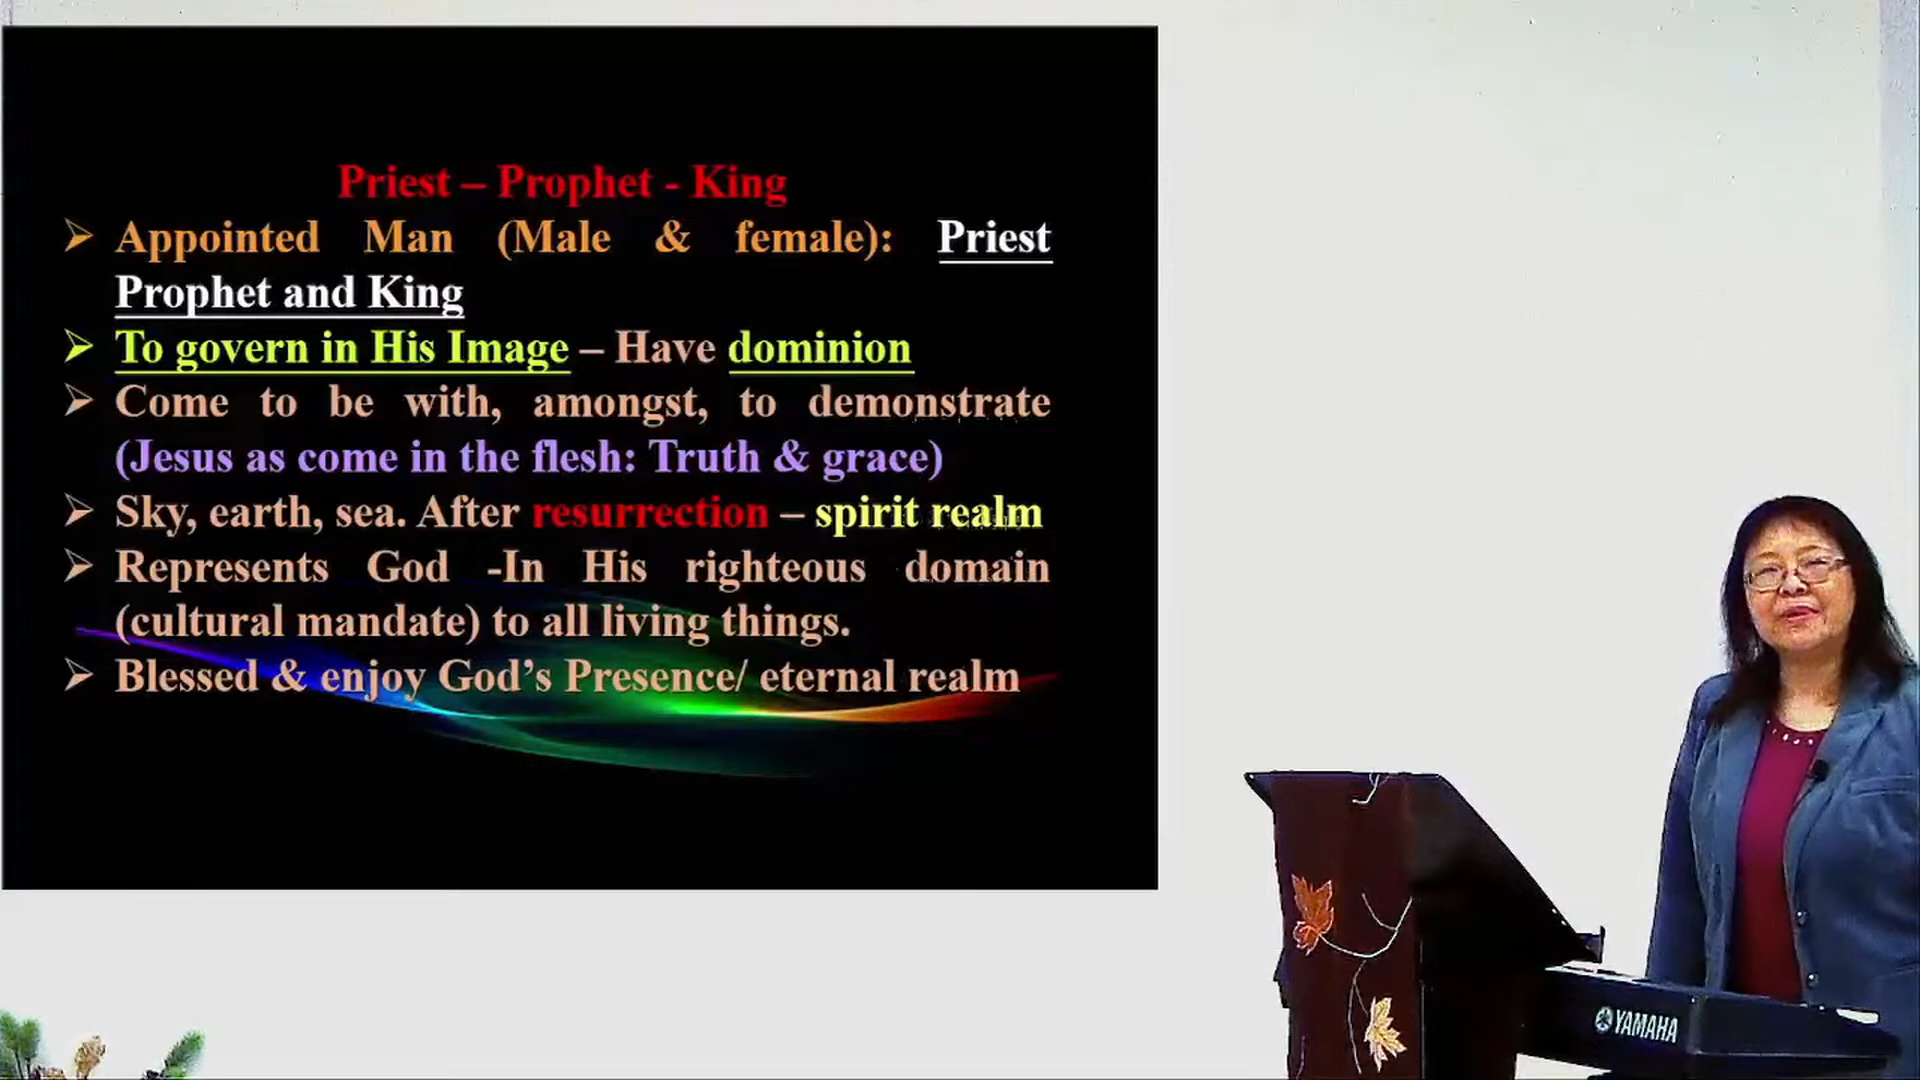 Priest – Prophet - King
Appointed Man (Male & female): Priest
Prophet and King
To govern in His Image – Have dominion
Come to be with, amongst, to demonstrate
(Jesus as come in the flesh: Truth & grace)
Sky, earth, sea. After resurrection – spirit realm
Represents God -In His righteous domain
(cultural mandate) to all living things.
Blessed & enjoy God’s Presence/ eternal realm
YAMAHA